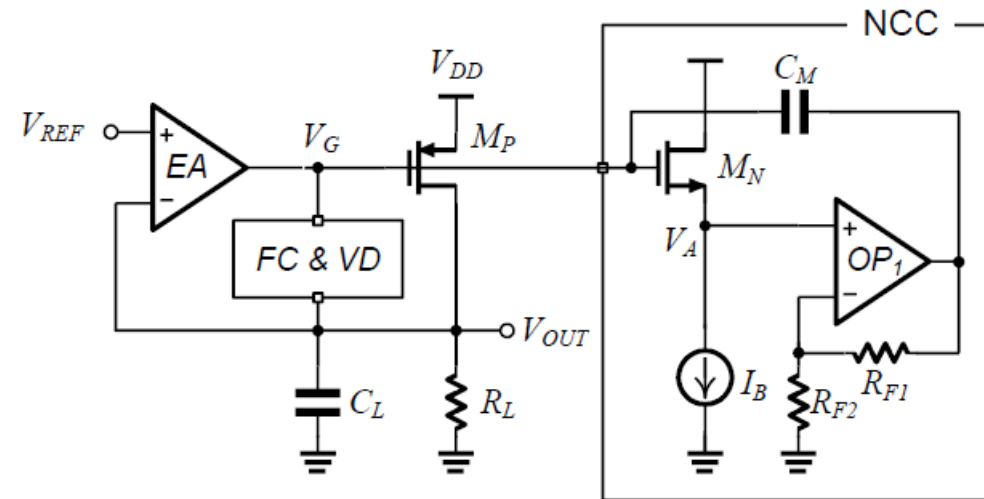 NCC
V_DD
C_M
V_REF
+
EA
−
V_G
M_P
M_N
V_A
+
OP_1
−
FC & VD
V_OUT
C_L
R_L
I_B
R_F2
R_F1